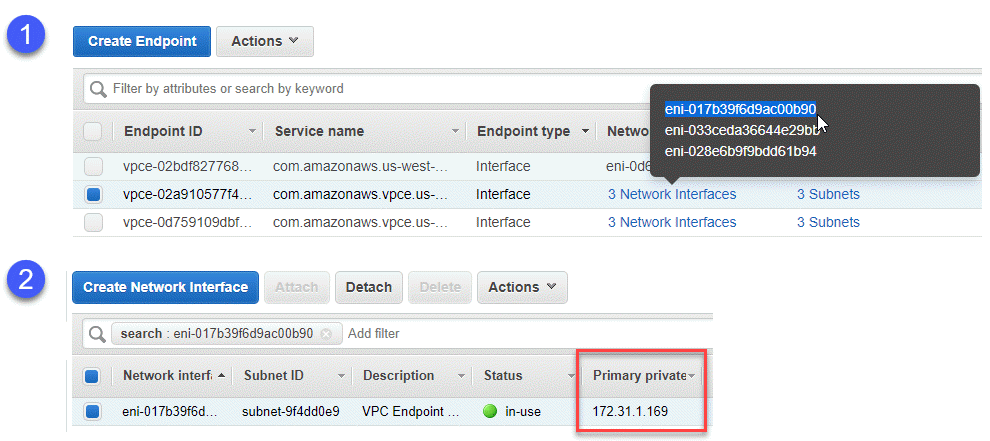 1
Create Endpoint Actions
Filter by attributes or search by keyword
eni-017b39f6d9ac00b90
eni-033ceda36644e29bb
eni-028e6b9f9bdd61b94
Endpoint ID Service name Endpoint type Networ
vpce-02bdf827768... com.amazonaws.us-west-... Interface eni-0d6
vpce-02a910577f4... com.amazonaws.vpce.us-... Interface 3 Network Interfaces 3 Subnets
vpce-0d759109dbf... com.amazonaws.vpce.us-... Interface 3 Network Interfaces 3 Subnets
2
Create Network Interface Attach Detach Delete Actions
search : eni-017b39f6d9ac00b90 Add filter
Network interfa Subnet ID Description Status Primary private
eni-017b39f6d... subnet-9f4dd0e9 VPC Endpoint ... in-use 172.31.1.169